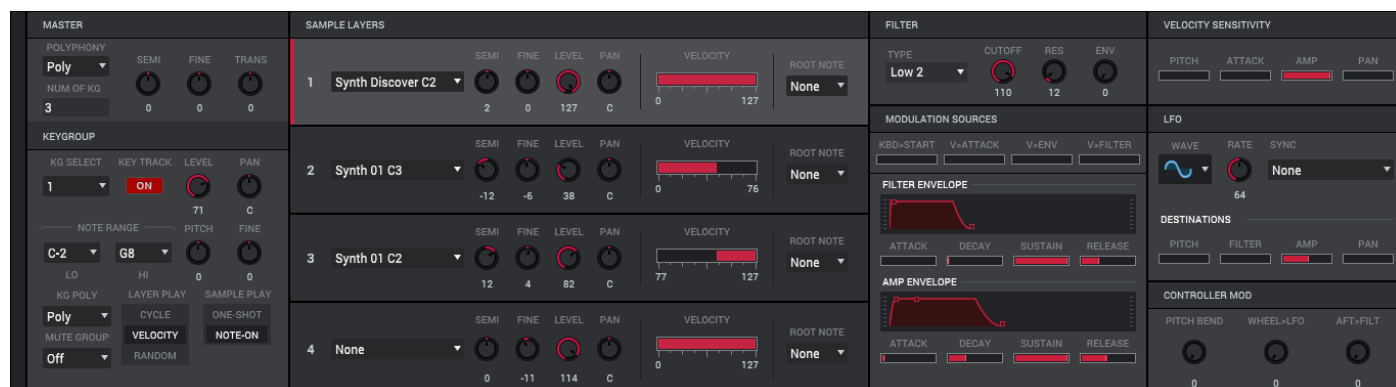 MASTER
POLYPHONY
Poly
SEMI FINE TRANS
NUM OF KG
3 0 0 0
KEYGROUP
KG SELECT KEY TRACK LEVEL PAN
1 ON
71 C
NOTE RANGE PITCH FINE
C-2 G8
LO HI 0 0
KG POLY LAYER PLAY SAMPLE PLAY
Poly CYCLE ONE-SHOT
MUTE GROUP VELOCITY NOTE-ON
Off RANDOM
SAMPLE LAYERS
SEMI FINE LEVEL PAN VELOCITY
ROOT NOTE
1 Synth Discover C2 None
2 0 127 C 0 127
SEMI FINE LEVEL PAN VELOCITY
ROOT NOTE
2 Synth 01 C3 None
-12 -6 38 C 0 76
SEMI FINE LEVEL PAN VELOCITY
ROOT NOTE
3 Synth 01 C2 None
12 4 82 C 77 127
SEMI FINE LEVEL PAN VELOCITY
ROOT NOTE
4 None None
0 -11 114 C 0 127
FILTER
TYPE CUTOFF RES ENV
Low 2
110 12 0
MODULATION SOURCES
KBD>START V>ATTACK V>ENV V>FILTER
FILTER ENVELOPE
ATTACK DECAY SUSTAIN RELEASE
AMP ENVELOPE
ATTACK DECAY SUSTAIN RELEASE
VELOCITY SENSITIVITY
PITCH ATTACK AMP PAN
LFO
WAVE RATE SYNC
None
64
DESTINATIONS
PITCH FILTER AMP PAN
CONTROLLER MOD
PITCH BEND WHEEL>LFO AFT>FILT
0 0 0